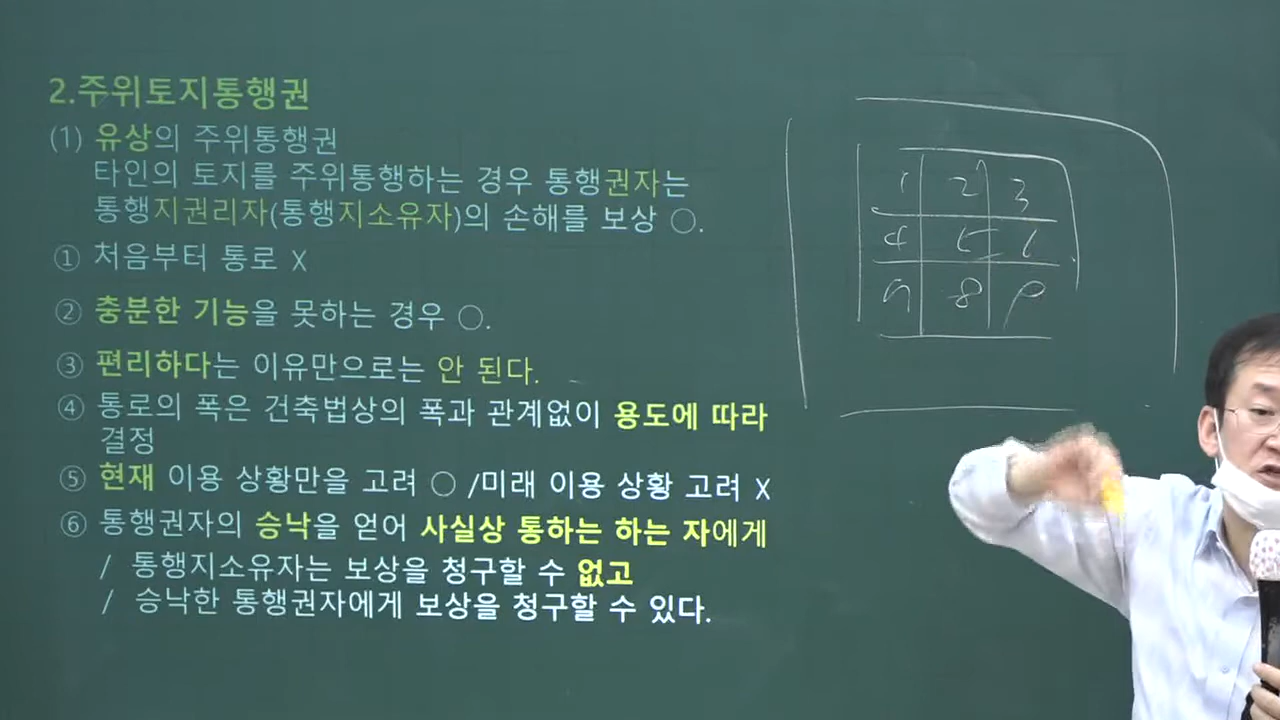 2.주위토지통행권
(1) 유상의 주위통행권
타인의 토지를 주위통행하는 경우 통행권자는
통행지권리자(통행지소유자)의 손해를 보상 ○.
① 처음부터 통로 X
② 충분한 기능을 못하는 경우 ○.
③ 편리하다는 이유만으로는 안 된다.
④ 통로의 폭은 건축법상의 폭과 관계없이 용도에 따라
결정
⑤ 현재 이용 상황만을 고려 ○ /미래 이용 상황 고려 X
⑥ 통행권자의 승낙을 얻어 사실상 통하는 하는 자에게
/ 통행지소유자는 보상을 청구할 수 없고
/ 승낙한 통행권자에게 보상을 청구할 수 있다.
1 2 3
4 5 6
8